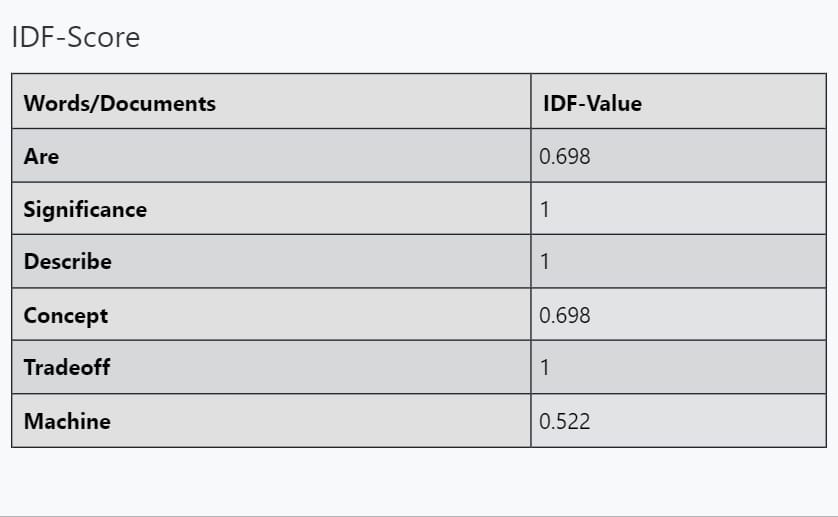 IDF-Score
Words/Documents IDF-Value
Are 0.698
Significance 1
Describe 1
Concept 0.698
Tradeoff 1
Machine 0.522